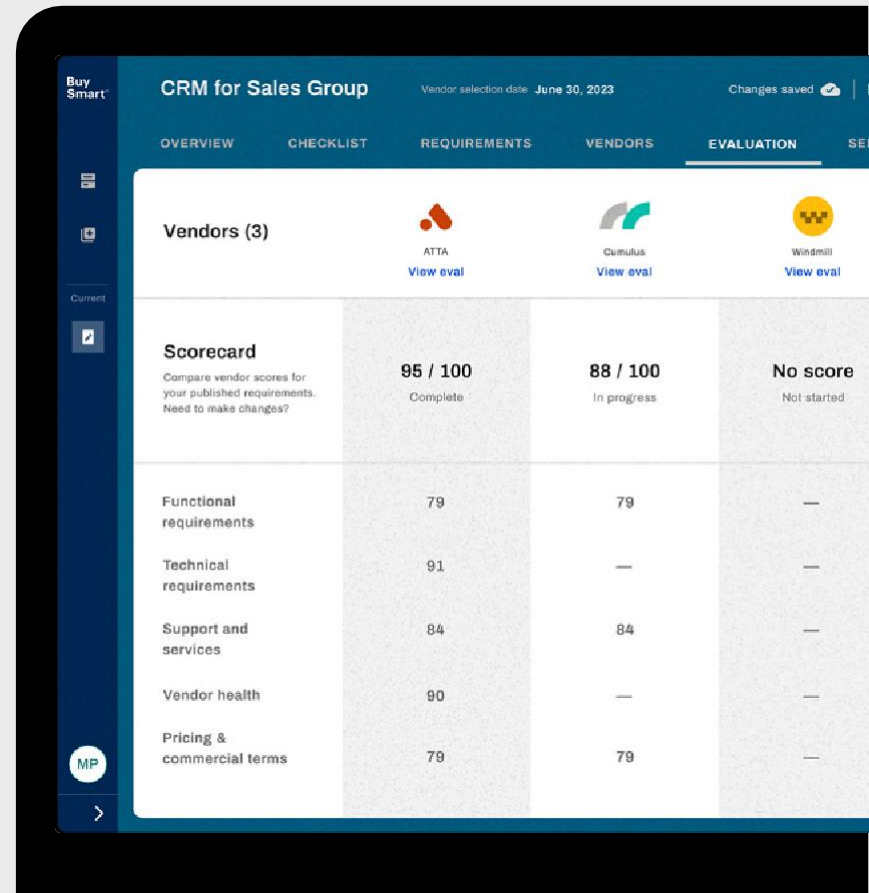 Buy
Smart
CRM for Sales Group
Vendor selection date June 30, 2023
Changes saved
OVERVIEW CHECKLIST REQUIREMENTS VENDORS EVALUATION
Vendors (3)
ATTA
View eval
Cumulus
View eval
Windmill
View eval
Current
Scorecard
Compare vendor scores for
your published requirements.
Need to make changes?
95 / 100
Complete
88 / 100
In progress
No score
Not started
Functional
requirements
79 79 —
Technical
requirements
91 — —
Support and
services
84 84 —
Vendor health
90 — —
Pricing &
commercial terms
79 79 —
MP